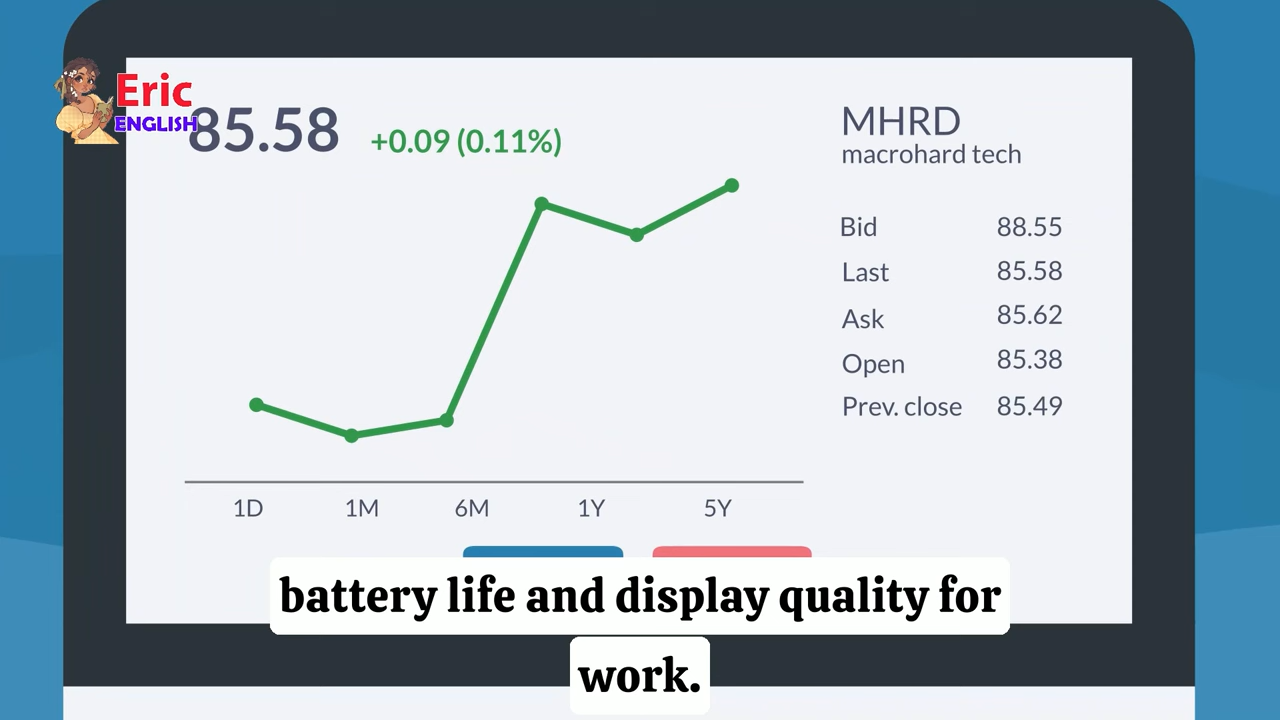 Eric
ENGLISH
85.58 +0.09 (0.11%)
MHRD
macrohard tech
Bid 88.55
Last 85.58
Ask 85.62
Open 85.38
Prev. close 85.49
1D 1M 6M 1Y 5Y
battery life and display quality for
work.